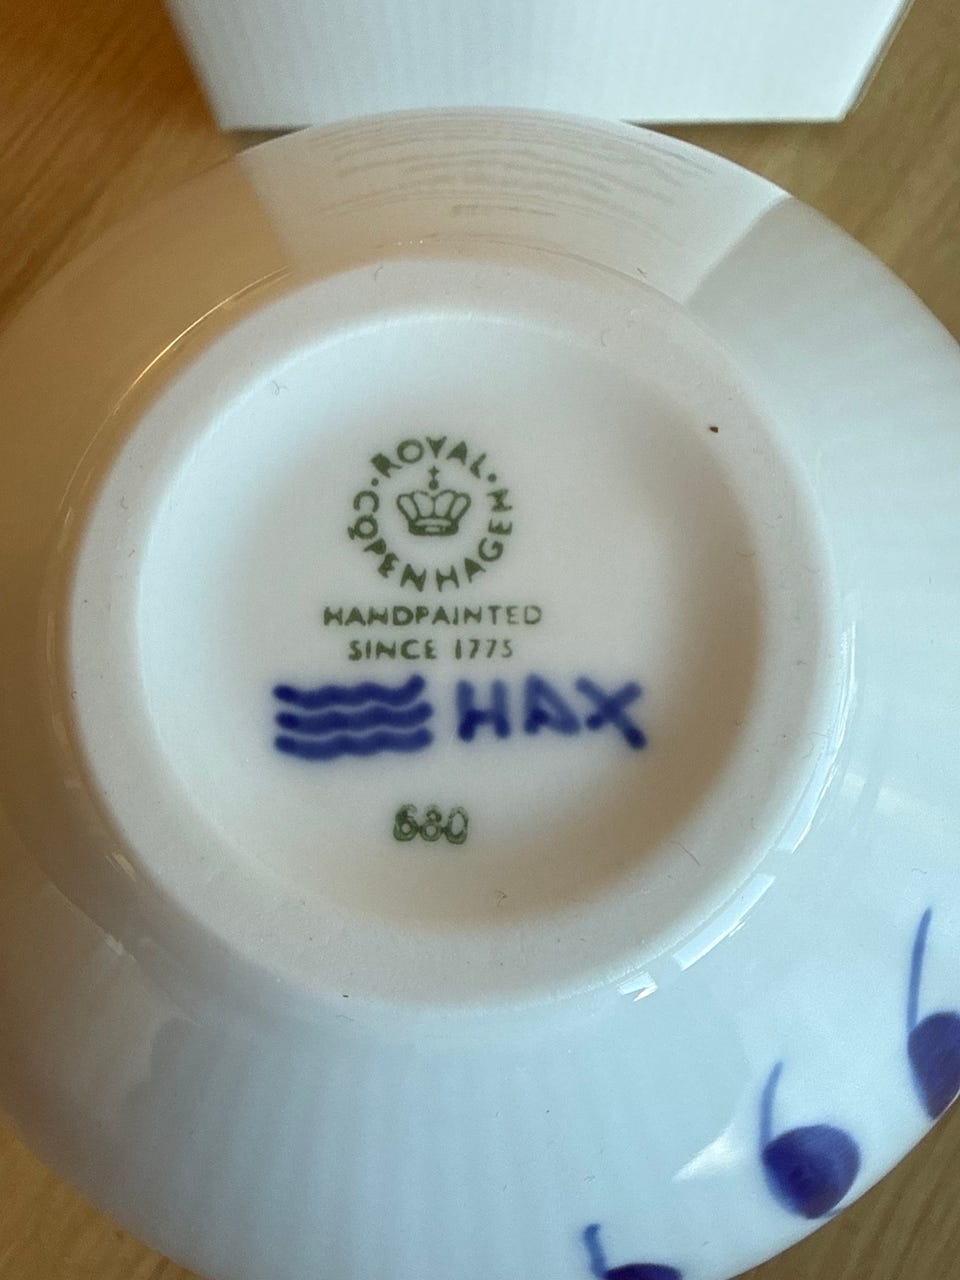 ROYAL COPENHAGEN
HANDPAINTED
SINCE 1775
HAX
680